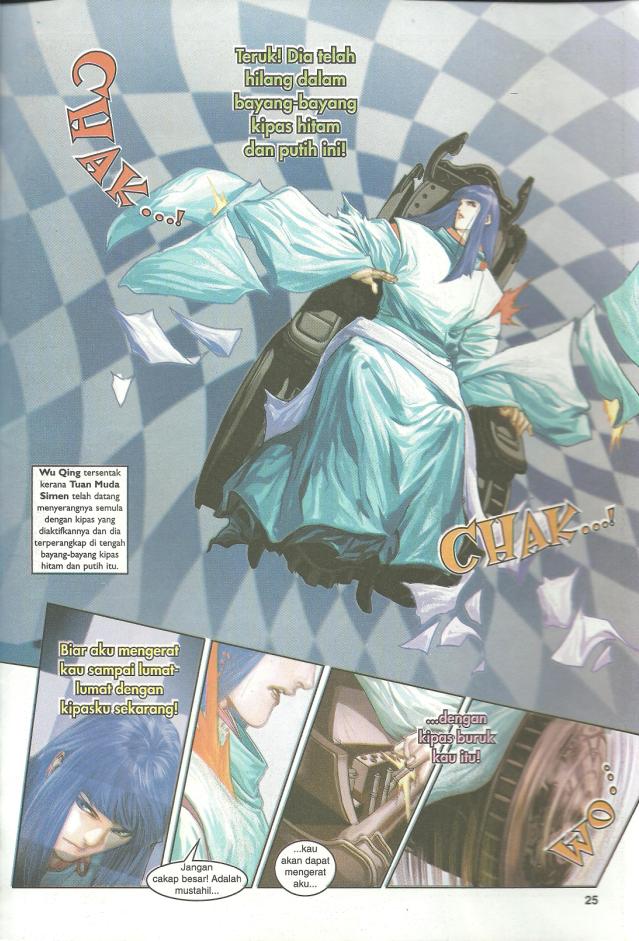 CHAK...!
Teruk! Dia telah
hilang dalam
bayang-bayang
kipas hitam
dan putih ini!
Wu Qing tersentak
kerana Tuan Muda
Simen telah datang
menyerangnya semula
dengan kipas yang
diaktifkannya dan dia
terperangkap di tengah
bayang-bayang kipas
hitam dan putih itu.
CHAK...!
Biar aku mengerat
kau sampai lumat-
lumat dengan
kipasku sekarang!
Jangan
cakap besar! Adalah
mustahil...
...kau
akan dapat
mengerat
aku...
...dengan
kipas buruk
kau itu!
WO...
25